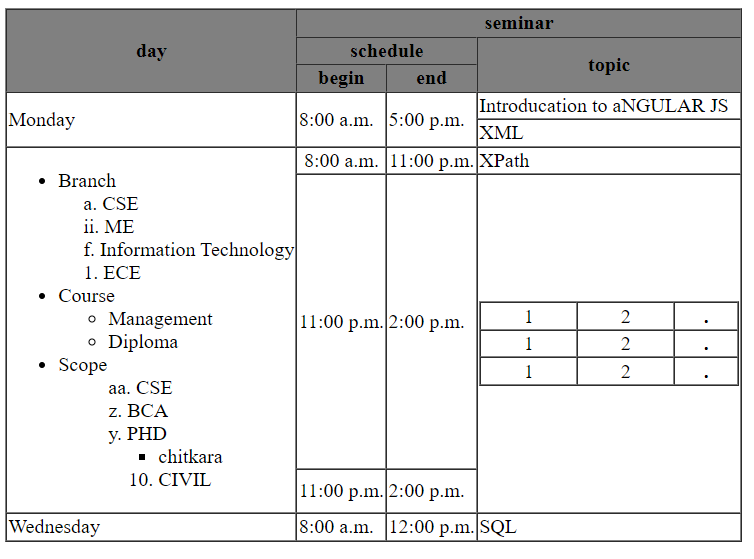 day
seminar
schedule
topic
begin
end
Monday
8:00 a.m.
5:00 p.m.
Introducation to aNGULAR JS
XML
• Branch
a. CSE
ii. ME
f. Information Technology
1. ECE
• Course
○ Management
○ Diploma
• Scope
aa. CSE
z. BCA
y. PHD
▪ chitkara
10. CIVIL
8:00 a.m.
11:00 p.m.
XPath
11:00 p.m.
2:00 p.m.
1 2 .
1 2 .
1 2 .
11:00 p.m.
2:00 p.m.
Wednesday
8:00 a.m.
12:00 p.m.
SQL